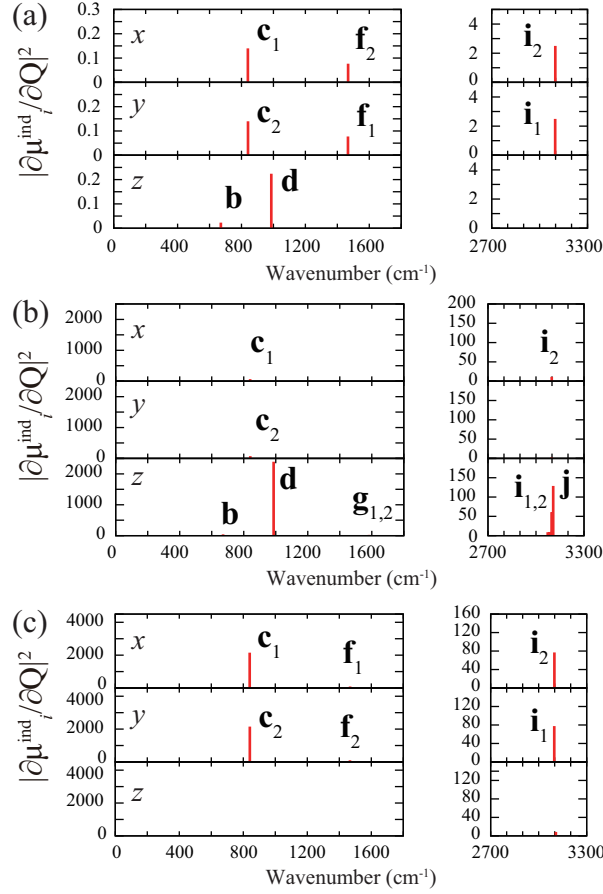 (a)
|∂μ^ind_i/∂Q|²
0.3
0.2
0.1
0
x
c₁
f₂
4
2
0
i₂
0.2
0.1
0
y
c₂
f₁
4
2
0
i₁
0.2
0.1
0
z
b
d
4
2
0
0 400 800 1200 1600
2700 3300
Wavenumber (cm⁻¹)
(b)
|∂μ^ind_i/∂Q|²
2000
1000
0
x
c₁
200
150
100
50
0
i₂
2000
1000
0
y
c₂
150
100
50
0
2000
1000
0
z
b
d
g₁,₂
150
100
50
0
i₁,₂
j
0 400 800 1200 1600
2700 3300
Wavenumber (cm⁻¹)
(c)
|∂μ^ind_i/∂Q|²
4000
2000
0
x
c₁
f₁
160
120
80
40
0
i₂
4000
2000
0
y
c₂
f₂
120
80
40
0
i₁
4000
2000
0
z
120
80
40
0
0 400 800 1200 1600
2700 3300
Wavenumber (cm⁻¹)